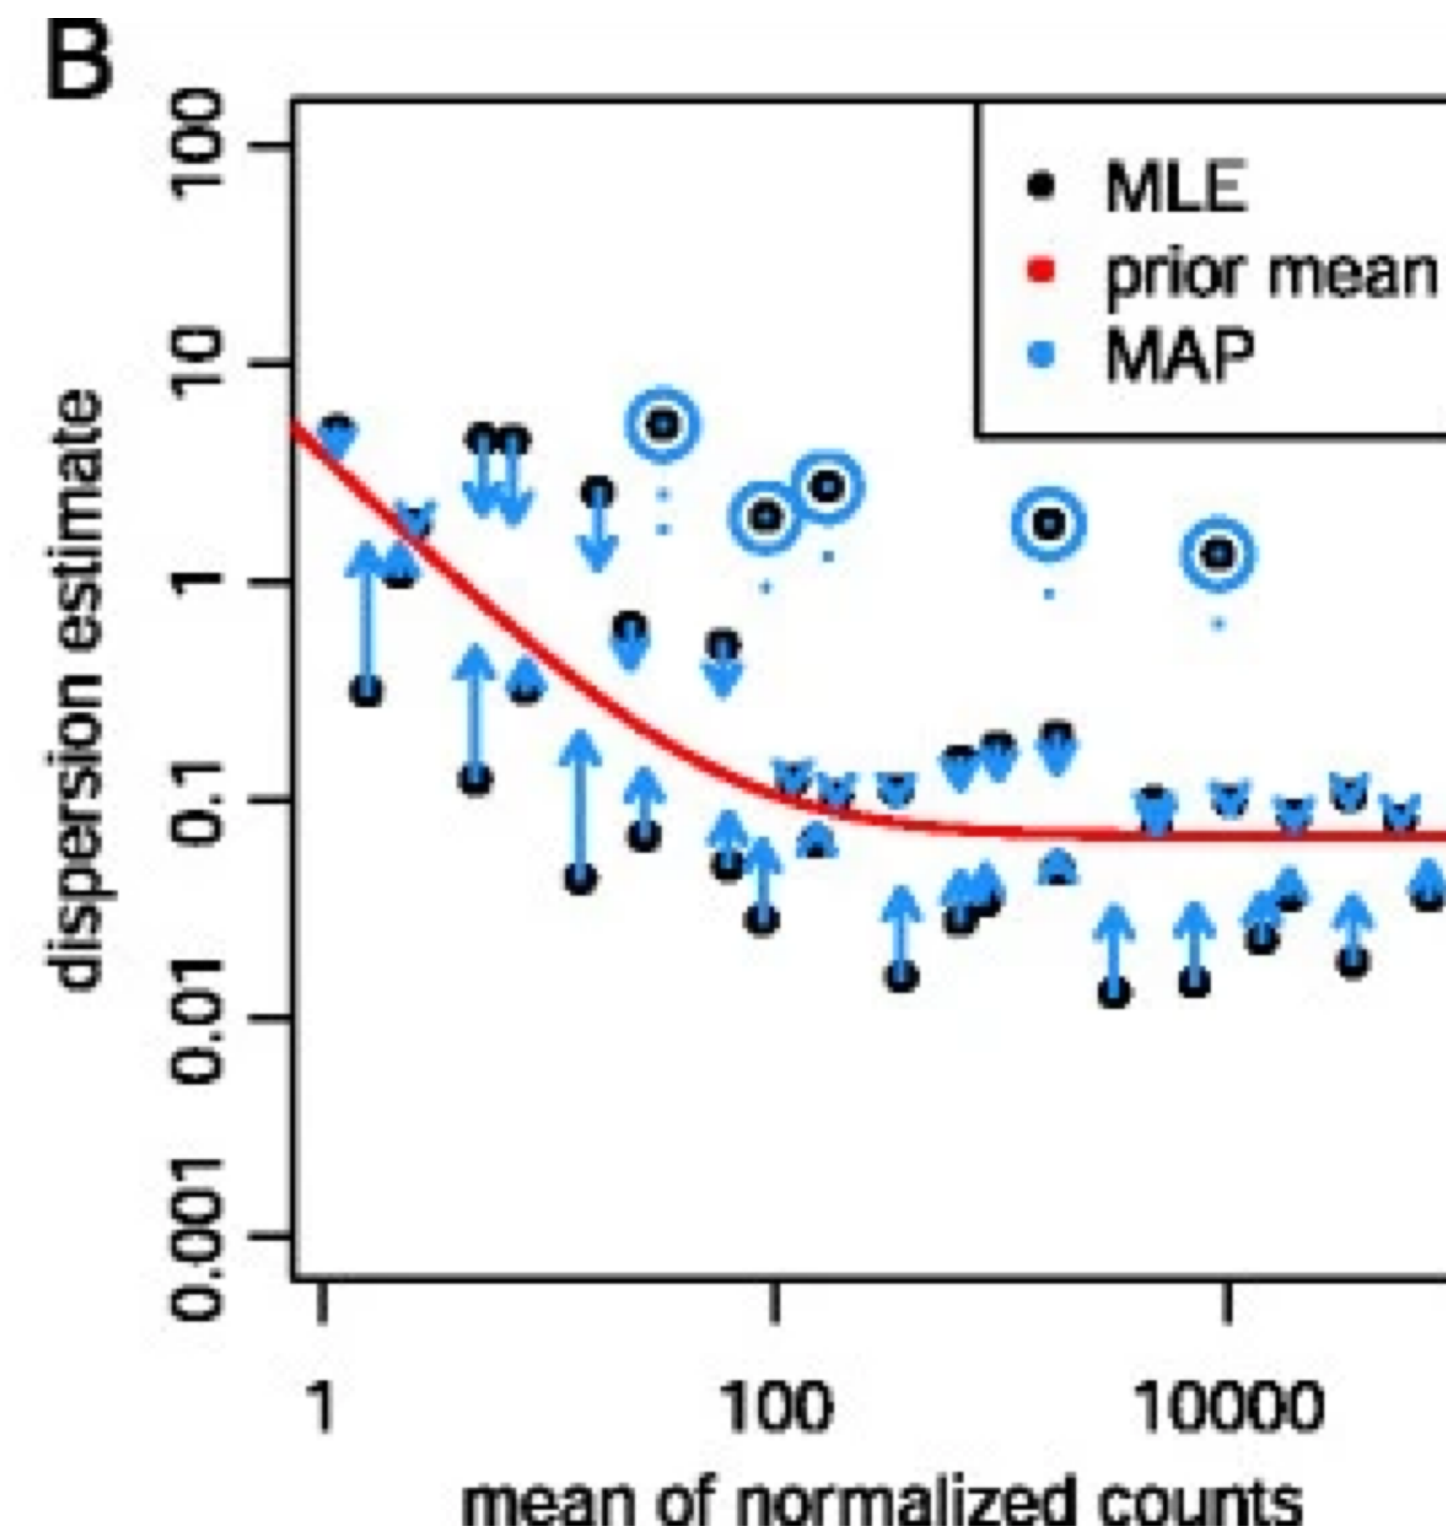 B
100
10
1
0.1
0.01
0.001
dispersion estimate
MLE
prior mean
MAP
1
100
10000
mean of normalized counts